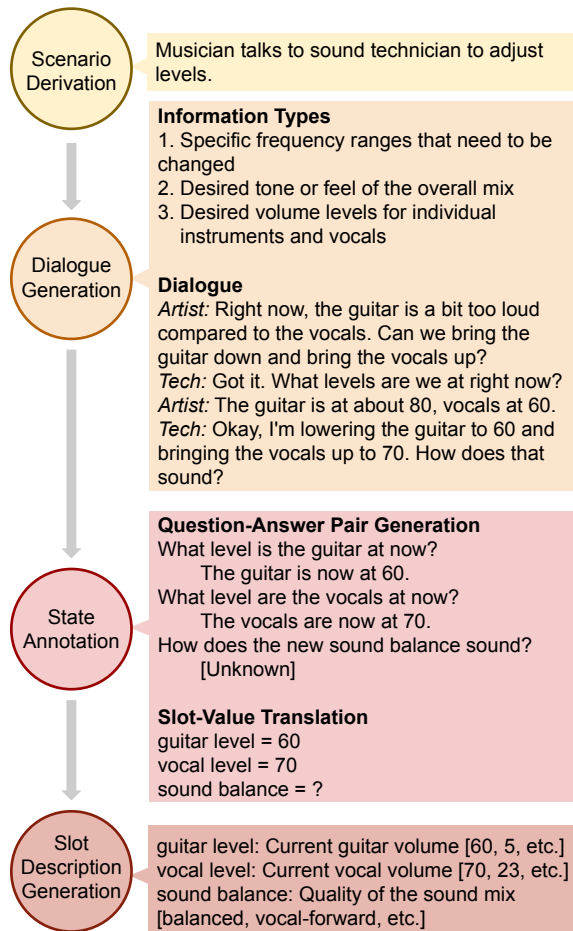 Scenario
Derivation
Musician talks to sound technician to adjust
levels.
Dialogue
Generation
Information Types
1. Specific frequency ranges that need to be
changed
2. Desired tone or feel of the overall mix
3. Desired volume levels for individual
instruments and vocals
Dialogue
Artist: Right now, the guitar is a bit too loud
compared to the vocals. Can we bring the
guitar down and bring the vocals up?
Tech: Got it. What levels are we at right now?
Artist: The guitar is at about 80, vocals at 60.
Tech: Okay, I'm lowering the guitar to 60 and
bringing the vocals up to 70. How does that
sound?
State
Annotation
Question-Answer Pair Generation
What level is the guitar at now?
The guitar is now at 60.
What level are the vocals at now?
The vocals are now at 70.
How does the new sound balance sound?
[Unknown]
Slot-Value Translation
guitar level = 60
vocal level = 70
sound balance = ?
Slot
Description
Generation
guitar level: Current guitar volume [60, 5, etc.]
vocal level: Current vocal volume [70, 23, etc.]
sound balance: Quality of the sound mix
[balanced, vocal-forward, etc.]